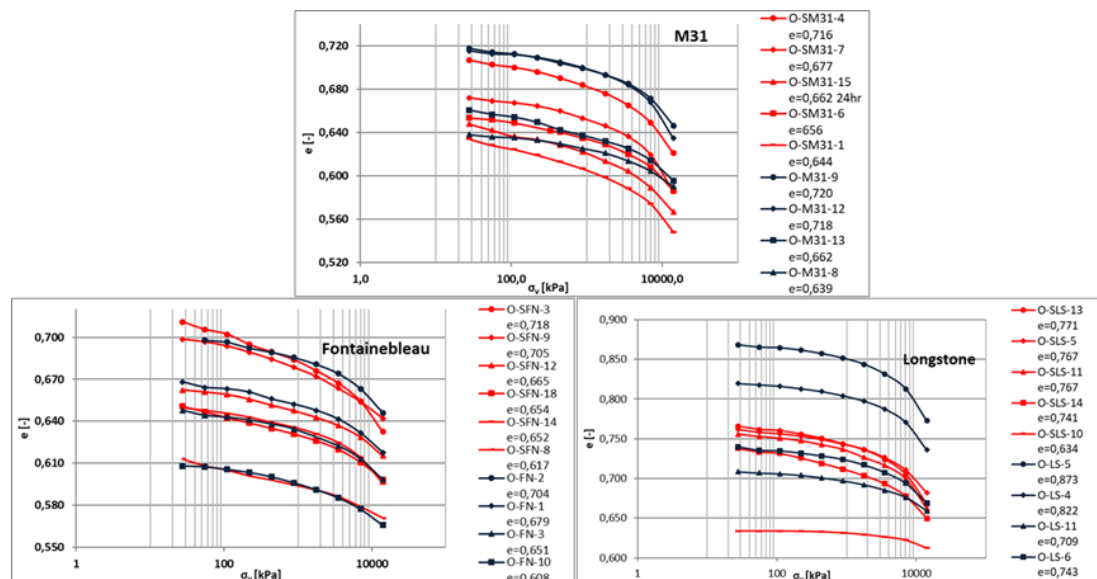 M31
e [-]
0,720
0,680
0,640
0,600
0,560
0,520
1,0
100,0
10000,0
σv [kPa]
O-SM31-4
e=0,716
O-SM31-7
e=0,677
O-SM31-15
e=0,662 24hr
O-SM31-6
e=656
O-SM31-1
e=0,644
O-M31-9
e=0,720
O-M31-12
e=0,718
O-M31-13
e=0,662
O-M31-8
e=0,639
Fontainebleau
e [-]
0,700
0,670
0,640
0,610
0,580
0,550
1
100
10000
σv [kPa]
O-SFN-3
e=0,718
O-SFN-9
e=0,705
O-SFN-12
e=0,665
O-SFN-18
e=0,654
O-SFN-14
e=0,652
O-SFN-8
e=0,617
O-FN-2
e=0,704
O-FN-1
e=0,679
O-FN-3
e=0,651
O-FN-10
e=0,608
Longstone
e [-]
0,900
0,850
0,800
0,750
0,700
0,650
0,600
1
100
10000
σv [kPa]
O-SLS-13
e=0,771
O-SLS-5
e=0,767
O-SLS-11
e=0,767
O-SLS-14
e=0,741
O-SLS-10
e=0,634
O-LS-5
e=0,873
O-LS-4
e=0,822
O-LS-11
e=0,709
O-LS-6
e=0,743